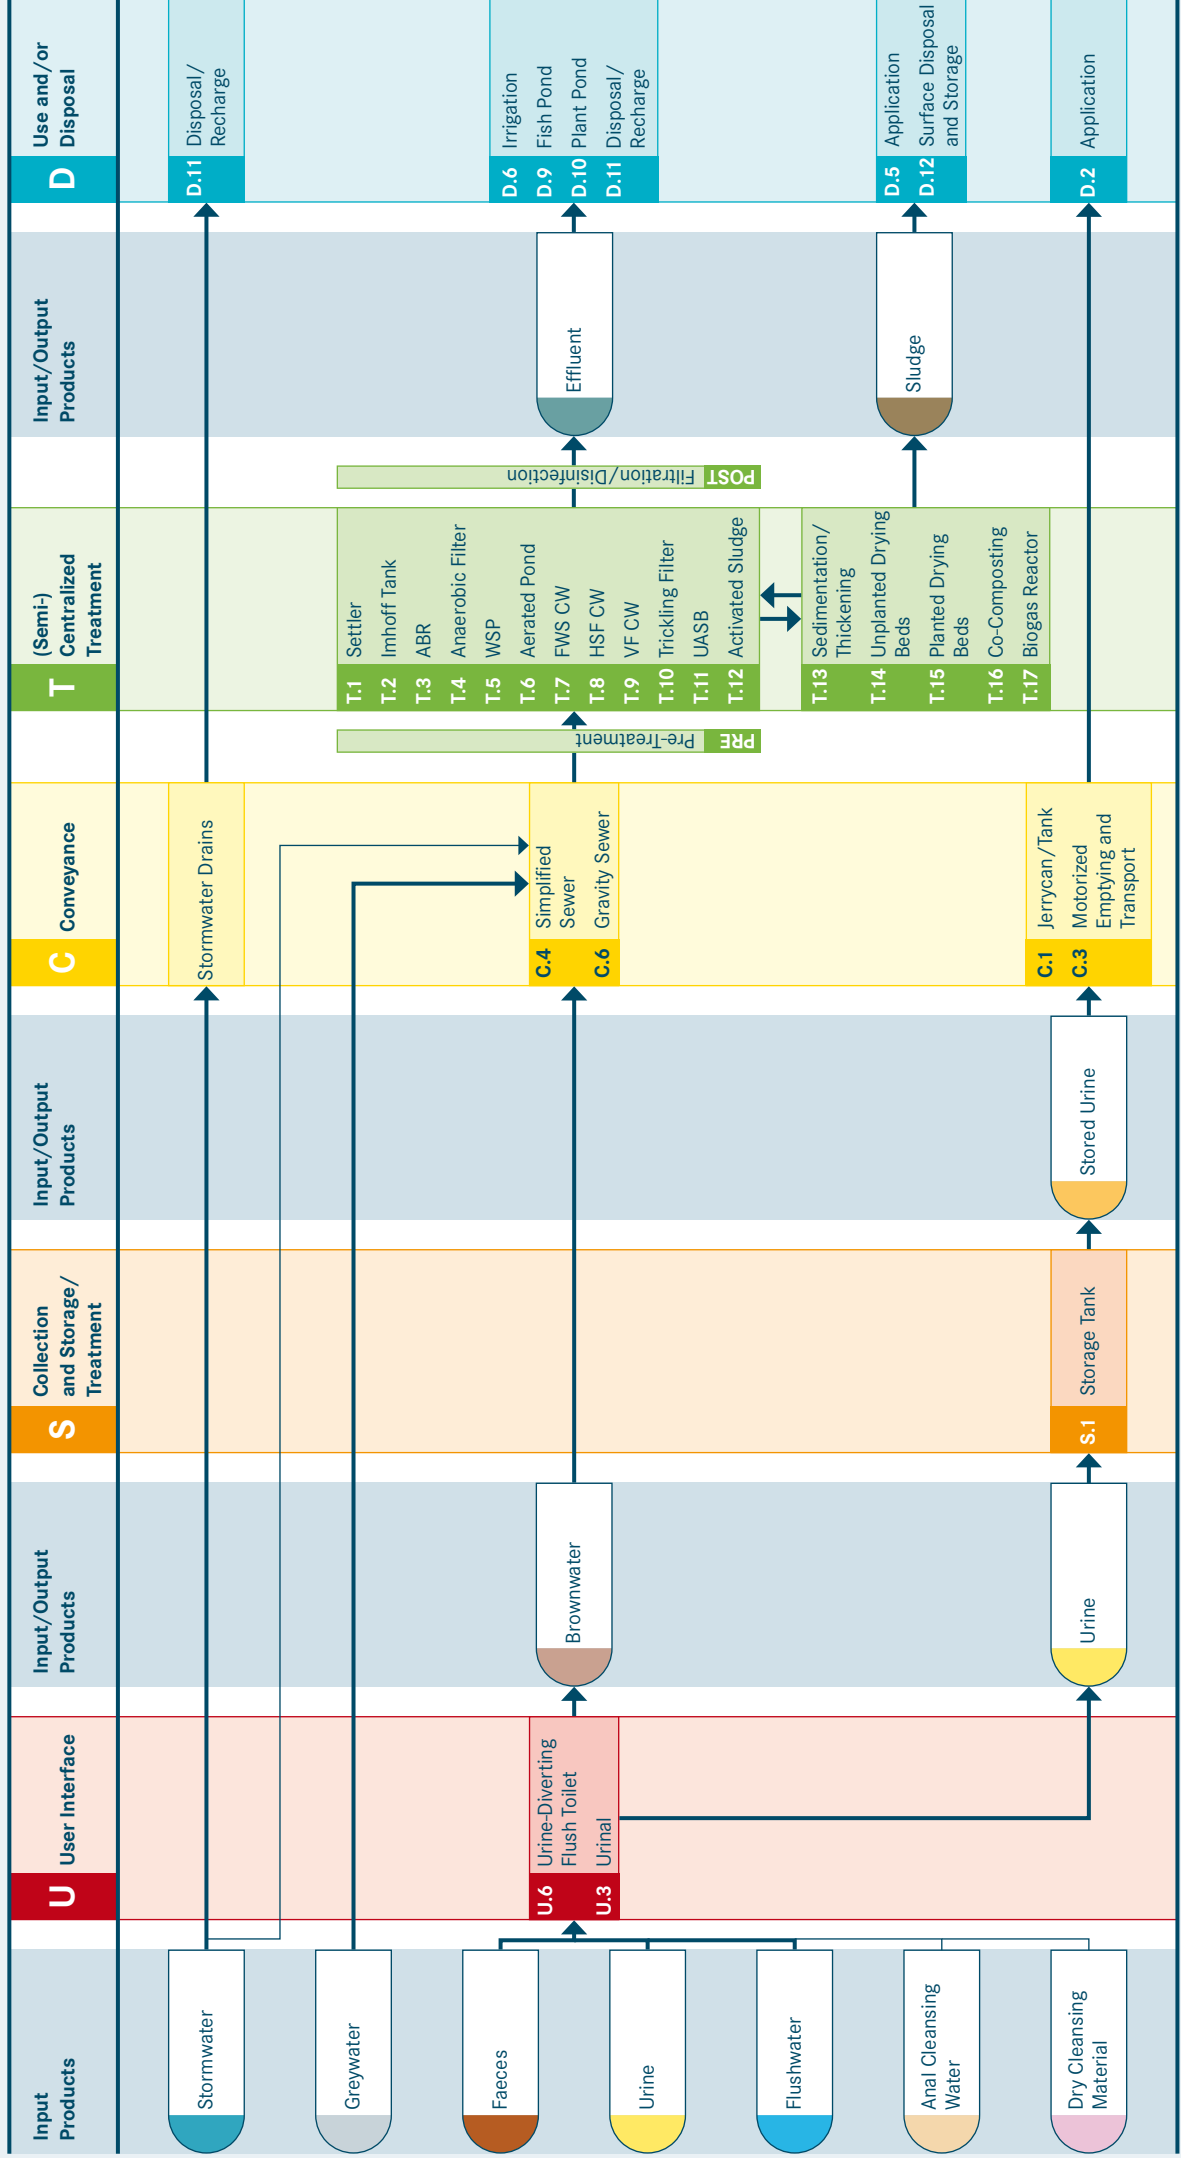 Input
Products
U
User Interface
Input/Output
Products
S
Collection
and Storage/
Treatment
Input/Output
Products
C
Conveyance
T
(Semi-)
Centralized
Treatment
Input/Output
Products
D
Use and/or
Disposal
Stormwater
Stormwater Drains
D.11
Disposal/
Recharge
Greywater
Faeces
Urine
Flushwater
Anal Cleansing
Water
Dry Cleansing
Material
U.6
Urine-Diverting
Flush Toilet
U.3
Urinal
Brownwater
Urine
S.1
Storage Tank
Stored Urine
C.4
Simplified
Sewer
C.6
Gravity Sewer
C.1
Jerrycan/Tank
C.3
Motorized
Emptying and
Transport
PRE
Pre-Treatment
T.1
Settler
T.2
Imhoff Tank
T.3
ABR
T.4
Anaerobic Filter
T.5
WSP
T.6
Aerated Pond
T.7
FWS CW
T.8
HSF CW
T.9
VF CW
T.10
Trickling Filter
T.11
UASB
T.12
Activated Sludge
T.13
Sedimentation/
Thickening
T.14
Unplanted Drying
Beds
T.15
Planted Drying
Beds
T.16
Co-Composting
T.17
Biogas Reactor
POST
Filtration/Disinfection
Effluent
Sludge
D.6
Irrigation
D.9
Fish Pond
D.10
Plant Pond
D.11
Disposal/
Recharge
D.5
Application
D.12
Surface Disposal
and Storage
D.2
Application